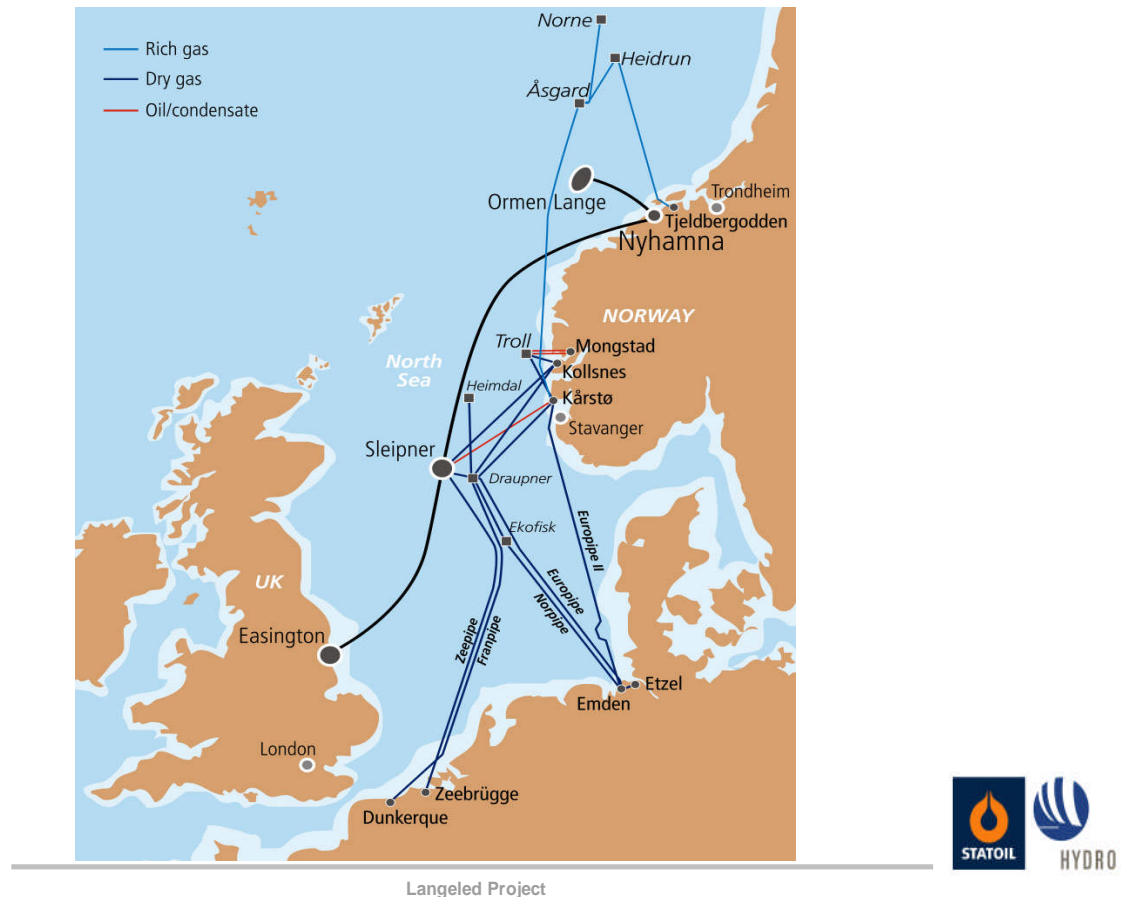 Norne
Rich gas
Heidrun
Dry gas
Åsgard
Oil/condensate
Trondheim
Ormen Lange
Tjeldbergodden
Nyhamna
NORWAY
Troll
Mongstad
North
Sea
Kollsnes
Heimdal
Kårstø
Stavanger
Sleipner
Draupner
Ekofisk
Europipe II
UK
Europipe
Norpipe
Easington
Zeepipe
Franpipe
Etzel
Emden
London
Zeebrügge
Dunkerque
STATOIL
HYDRO
Langeled Project